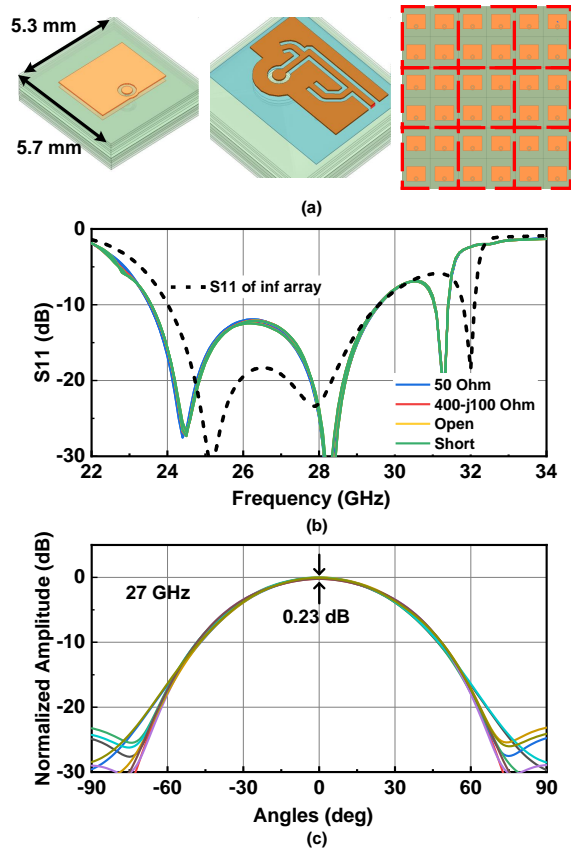 5.3 mm
5.7 mm
(a)
0
-10
-20
-30
S11 (dB)
S11 of inf array
50 Ohm
400-j100 Ohm
Open
Short
22 24 26 28 30 32 34
Frequency (GHz)
(b)
0
-10
-20
-30
Normalized Amplitude (dB)
27 GHz
0.23 dB
-90 -60 -30 0 30 60 90
Angles (deg)
(c)